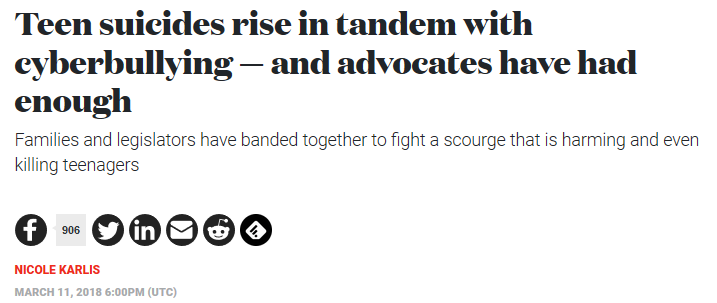 Teen suicides rise in tandem with
cyberbullying — and advocates have had
enough
Families and legislators have banded together to fight a scourge that is harming and even
killing teenagers
f 906 in
NICOLE KARLIS
MARCH 11, 2018 6:00PM (UTC)